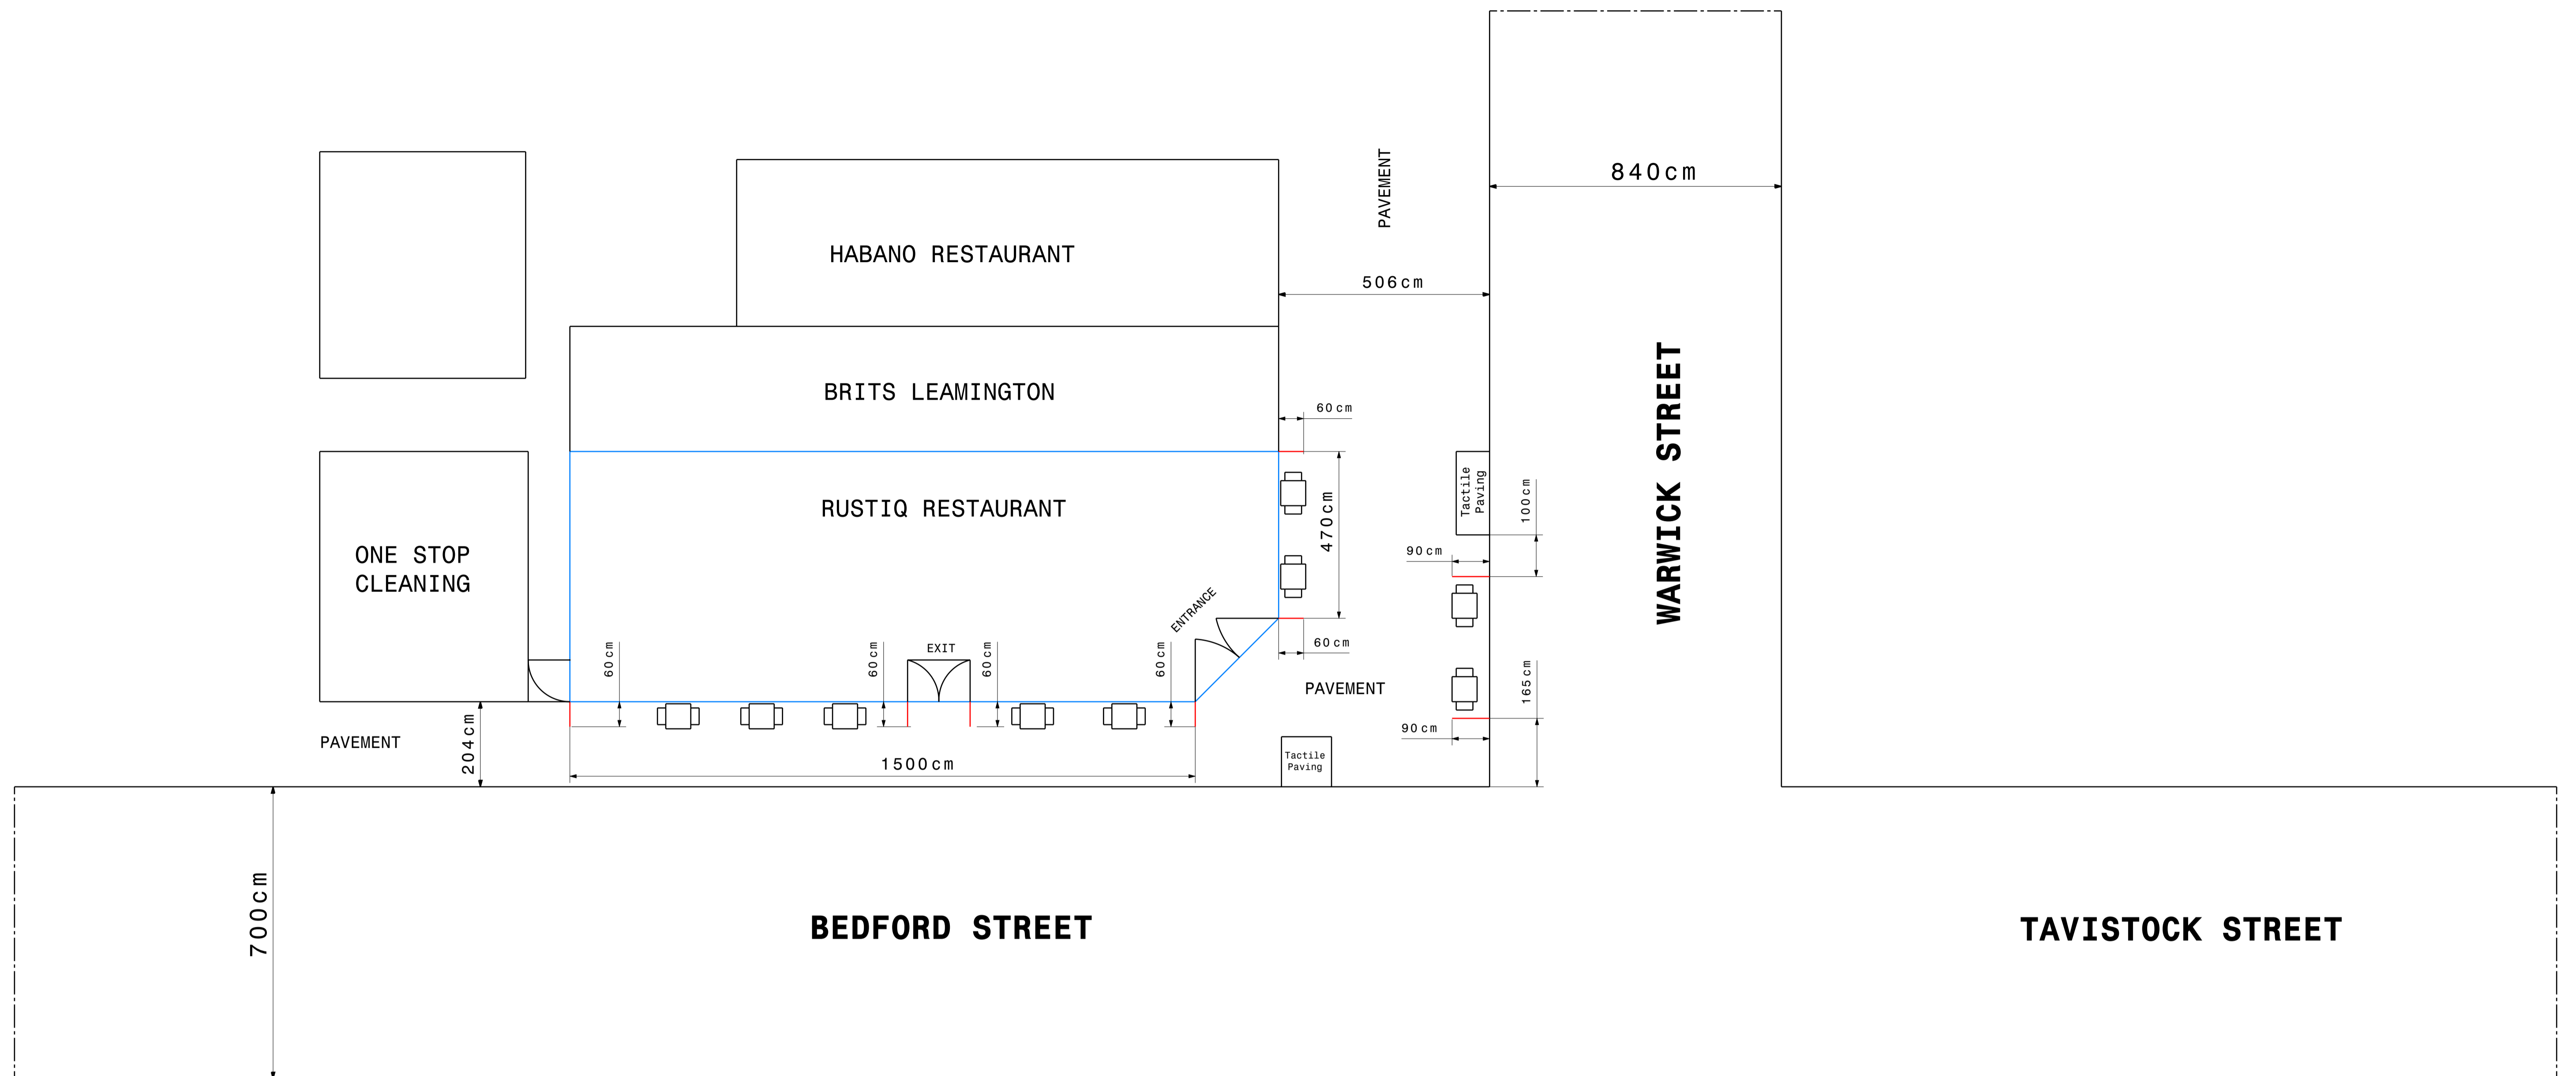 PAVEMENT
840cm
HABANO RESTAURANT
506cm
BRITS LEAMINGTON
60cm
WARWICK STREET
RUSTIQ RESTAURANT
470cm
Tactile
Paving
100cm
ONE STOP
CLEANING
90cm
ENTRANCE
EXIT
60cm
60cm
60cm
60cm
60cm
PAVEMENT
165cm
90cm
PAVEMENT
204cm
1500cm
Tactile
Paving
700cm
BEDFORD STREET
TAVISTOCK STREET